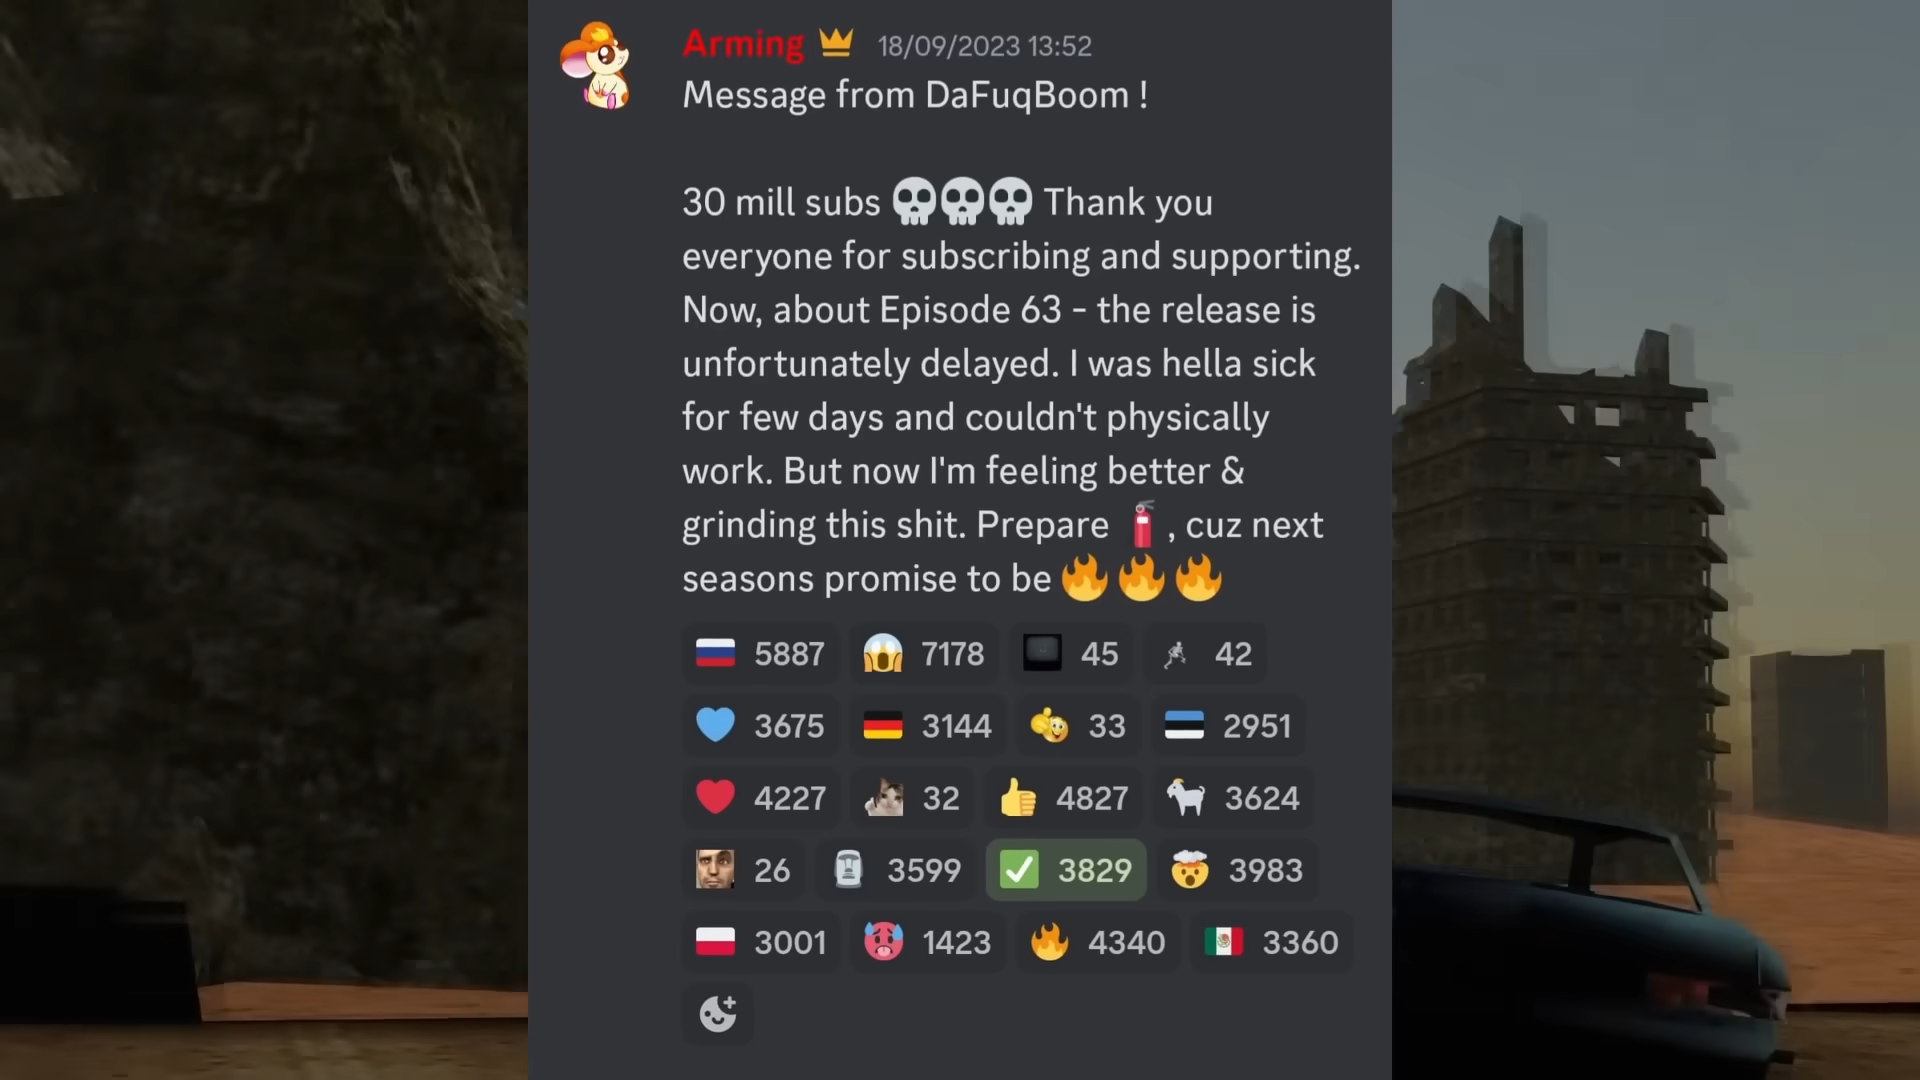 Arming 18/09/2023 13:52
Message from DaFuqBoom !
30 mill subs 💀💀💀 Thank you
everyone for subscribing and supporting.
Now, about Episode 63 - the release is
unfortunately delayed. I was hella sick
for few days and couldn't physically
work. But now I'm feeling better &
grinding this shit. Prepare 🧯, cuz next
seasons promise to be 🔥🔥🔥
5887 7178 45 42
3675 3144 33 2951
4227 32 4827 3624
26 3599 3829 3983
3001 1423 4340 3360